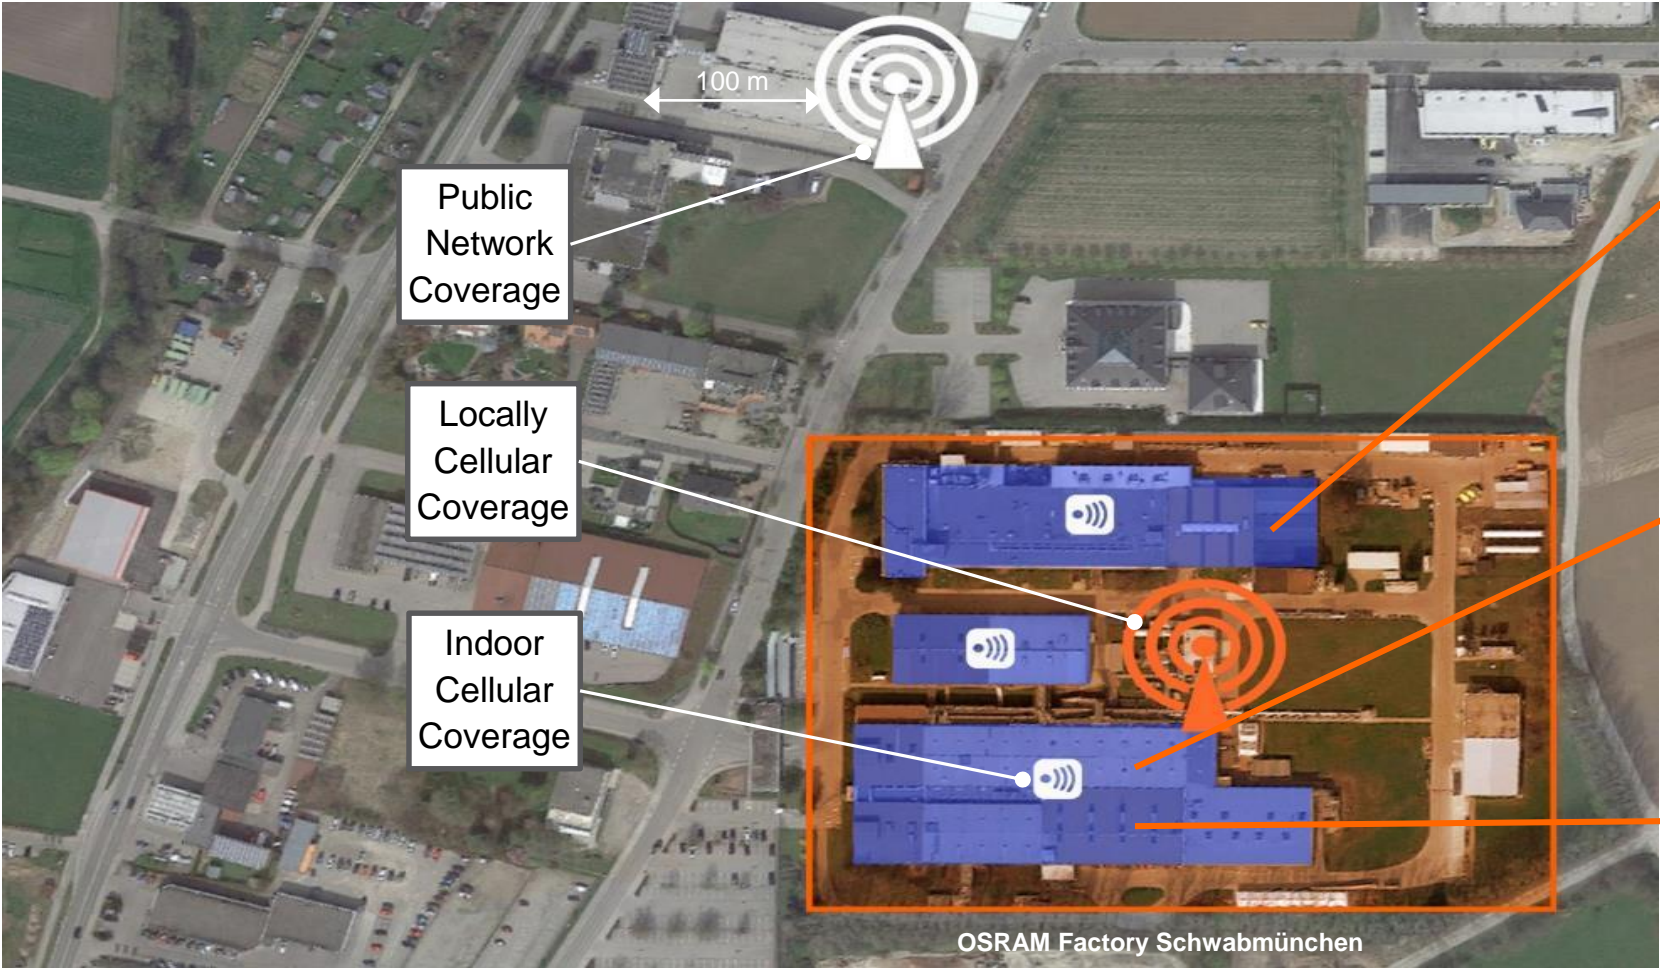 100 m
Public
Network
Coverage
Locally
Cellular
Coverage
Indoor
Cellular
Coverage
OSRAM Factory Schwabmünchen